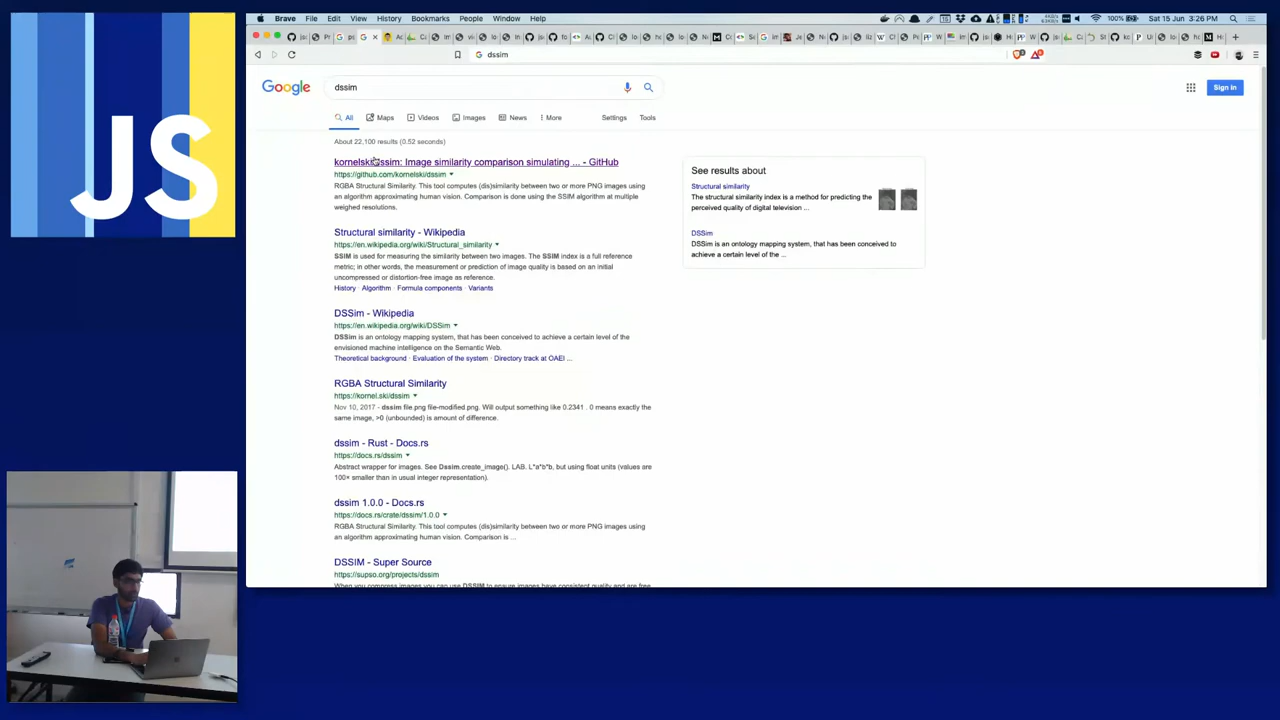 Brave File Edit View History Bookmarks People Window Help
100% Sat 15 Jun 3:26 PM
dssim
Google
dssim
Sign in
All Maps Videos Images News More Settings Tools
About 22,100 results (0.52 seconds)
kornelski/dssim: Image similarity comparison simulating ... - GitHub
https://github.com/kornelski/dssim
RGBA Structural Similarity. This tool computes (dis)similarity between two or more PNG images using
an algorithm approximating human vision. Comparison is done using the SSIM algorithm at multiple
weighed resolutions.
Structural similarity - Wikipedia
https://en.wikipedia.org/wiki/Structural_similarity
SSIM is used for measuring the similarity between two images. The SSIM index is a full reference
metric; in other words, the measurement or prediction of image quality is based on an initial
uncompressed or distortion-free image as reference.
History · Algorithm · Formula components · Variants
DSSim - Wikipedia
https://en.wikipedia.org/wiki/DSSim
DSSim is an ontology mapping system, that has been conceived to achieve a certain level of the
envisioned machine intelligence on the Semantic Web.
Theoretical background · Evaluation of the system · Directory track at OAEI ...
RGBA Structural Similarity
https://kornel.ski/dssim
Nov 10, 2017 - dssim file.png file-modified.png. Will output something like 0.2341 . 0 means exactly the
same image, >0 (unbounded) is amount of difference.
dssim - Rust - Docs.rs
https://docs.rs/dssim
Abstract wrapper for images. See Dssim.create_image(). LAB. L*a*b*b, but using float units (values are
100× smaller than in usual integer representation).
dssim 1.0.0 - Docs.rs
https://docs.rs/crate/dssim/1.0.0
RGBA Structural Similarity. This tool computes (dis)similarity between two or more PNG images using
an algorithm approximating human vision. Comparison is ...
DSSIM - Super Source
https://supso.org/projects/dssim
When you compress images you can use DSSIM to ensure images have consistent quality and are free
See results about
Structural similarity
The structural similarity index is a method for predicting the
perceived quality of digital television ...
DSSim
DSSim is an ontology mapping system, that has been conceived to
achieve a certain level of the ...
JS